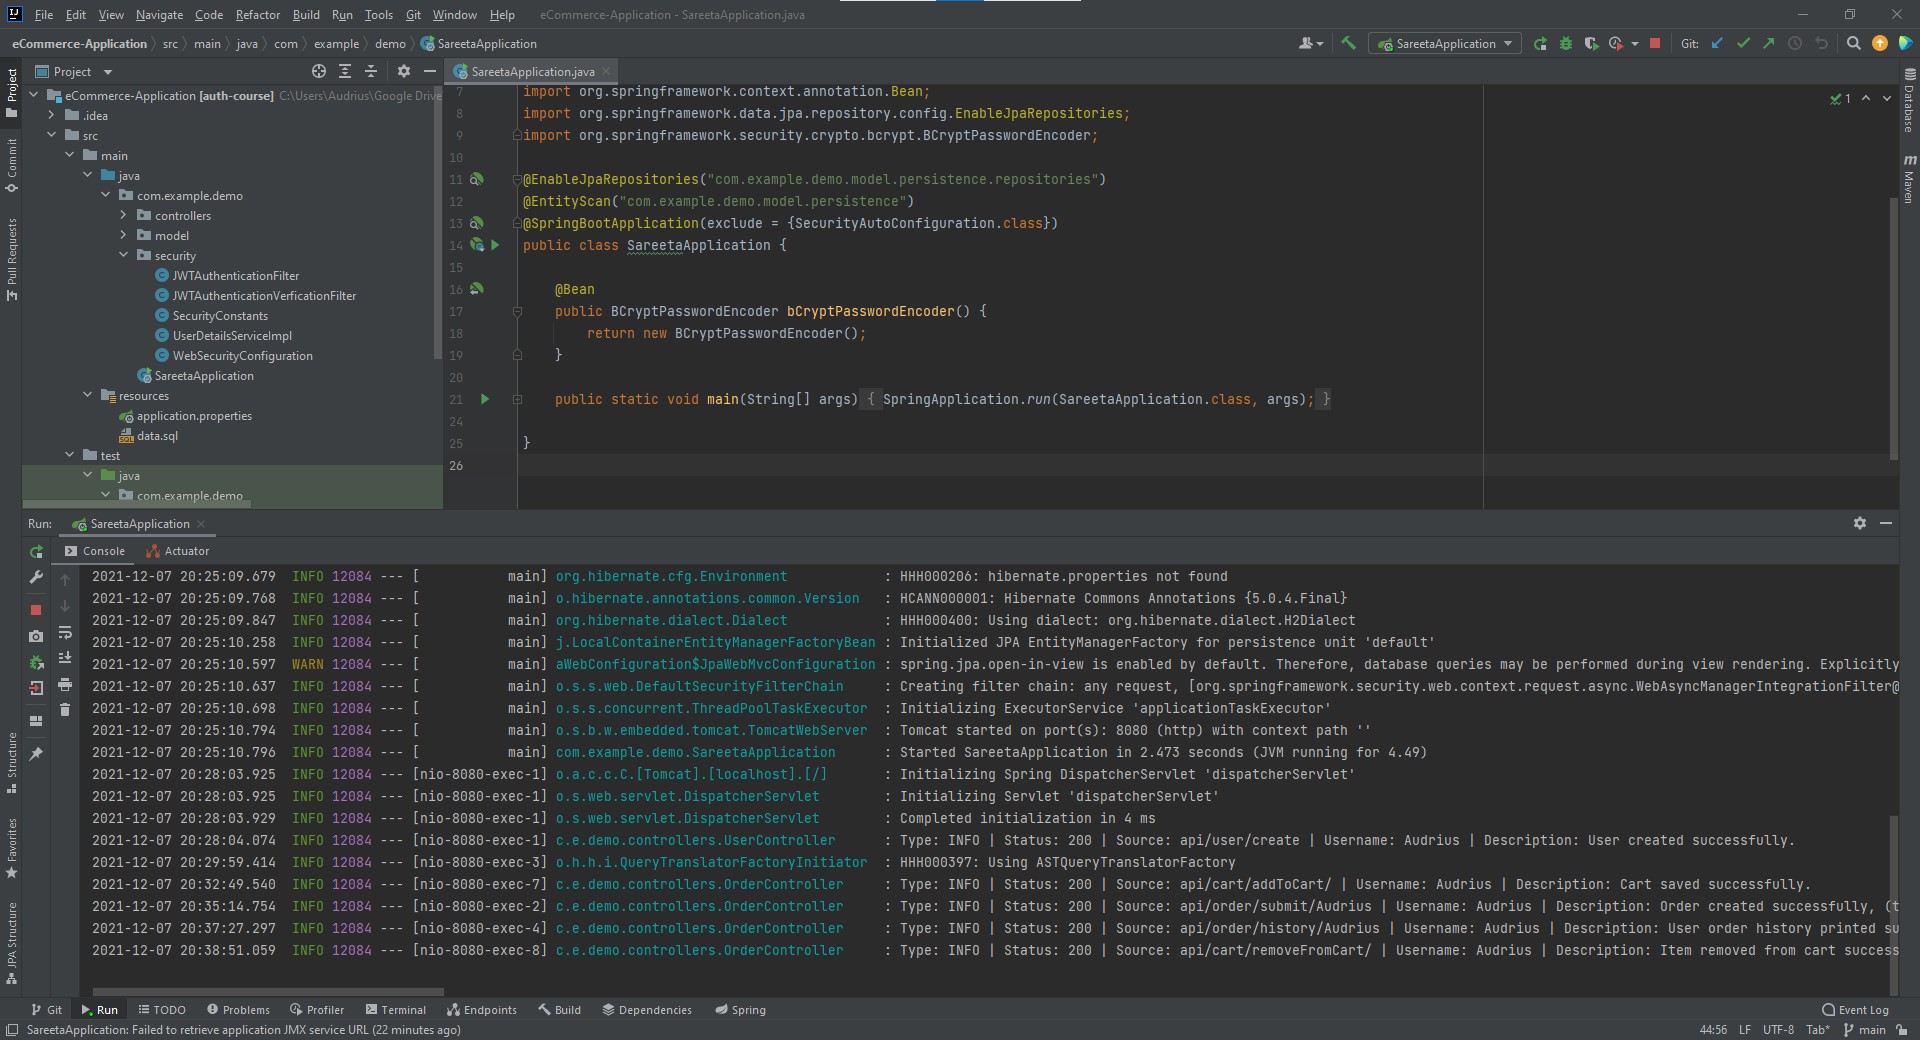 File Edit View Navigate Code Refactor Build Run Tools Git Window Help eCommerce-Application - SareetaApplication.java
eCommerce-Application src main java com example demo SareetaApplication
SareetaApplication Git:
Project
Commit
Pull Requests
Structure
Favorites
JPA Structure
Project
eCommerce-Application [auth-course] C:\Users\Audrius\Google Drive
.idea
src
main
java
com.example.demo
controllers
model
security
JWTAuthenticationFilter
JWTAuthenticationVerficationFilter
SecurityConstants
UserDetailsServiceImpl
WebSecurityConfiguration
SareetaApplication
resources
application.properties
data.sql
test
java
com.example.demo
SareetaApplication.java
1
7 import org.springframework.context.annotation.Bean;
8 import org.springframework.data.jpa.repository.config.EnableJpaRepositories;
9 import org.springframework.security.crypto.bcrypt.BCryptPasswordEncoder;
10
11 @EnableJpaRepositories("com.example.demo.model.persistence.repositories")
12 @EntityScan("com.example.demo.model.persistence")
13 @SpringBootApplication(exclude = {SecurityAutoConfiguration.class})
14 public class SareetaApplication {
15
16 @Bean
17 public BCryptPasswordEncoder bCryptPasswordEncoder() {
18 return new BCryptPasswordEncoder();
19 }
20
21 public static void main(String[] args) { SpringApplication.run(SareetaApplication.class, args); }
24
25 }
26
Database
Maven
Run: SareetaApplication
Console Actuator
2021-12-07 20:25:09.679 INFO 12084 --- [ main] org.hibernate.cfg.Environment : HHH000206: hibernate.properties not found
2021-12-07 20:25:09.768 INFO 12084 --- [ main] o.hibernate.annotations.common.Version : HCANN000001: Hibernate Commons Annotations {5.0.4.Final}
2021-12-07 20:25:09.847 INFO 12084 --- [ main] org.hibernate.dialect.Dialect : HHH000400: Using dialect: org.hibernate.dialect.H2Dialect
2021-12-07 20:25:10.258 INFO 12084 --- [ main] j.LocalContainerEntityManagerFactoryBean : Initialized JPA EntityManagerFactory for persistence unit 'default'
2021-12-07 20:25:10.597 WARN 12084 --- [ main] aWebConfiguration$JpaWebMvcConfiguration : spring.jpa.open-in-view is enabled by default. Therefore, database queries may be performed during view rendering. Explicitly
2021-12-07 20:25:10.637 INFO 12084 --- [ main] o.s.s.web.DefaultSecurityFilterChain : Creating filter chain: any request, [org.springframework.security.web.context.request.async.WebAsyncManagerIntegrationFilter@
2021-12-07 20:25:10.698 INFO 12084 --- [ main] o.s.s.concurrent.ThreadPoolTaskExecutor : Initializing ExecutorService 'applicationTaskExecutor'
2021-12-07 20:25:10.794 INFO 12084 --- [ main] o.s.b.w.embedded.tomcat.TomcatWebServer : Tomcat started on port(s): 8080 (http) with context path ''
2021-12-07 20:25:10.796 INFO 12084 --- [ main] com.example.demo.SareetaApplication : Started SareetaApplication in 2.473 seconds (JVM running for 4.49)
2021-12-07 20:28:03.925 INFO 12084 --- [nio-8080-exec-1] o.a.c.c.C.[Tomcat].[localhost].[/] : Initializing Spring DispatcherServlet 'dispatcherServlet'
2021-12-07 20:28:03.925 INFO 12084 --- [nio-8080-exec-1] o.s.web.servlet.DispatcherServlet : Initializing Servlet 'dispatcherServlet'
2021-12-07 20:28:03.929 INFO 12084 --- [nio-8080-exec-1] o.s.web.servlet.DispatcherServlet : Completed initialization in 4 ms
2021-12-07 20:28:04.074 INFO 12084 --- [nio-8080-exec-1] c.e.demo.controllers.UserController : Type: INFO | Status: 200 | Source: api/user/create | Username: Audrius | Description: User created successfully.
2021-12-07 20:29:59.414 INFO 12084 --- [nio-8080-exec-3] o.h.h.i.QueryTranslatorFactoryInitiator : HHH000397: Using ASTQueryTranslatorFactory
2021-12-07 20:32:49.540 INFO 12084 --- [nio-8080-exec-7] c.e.demo.controllers.OrderController : Type: INFO | Status: 200 | Source: api/cart/addToCart/ | Username: Audrius | Description: Cart saved successfully.
2021-12-07 20:35:14.754 INFO 12084 --- [nio-8080-exec-2] c.e.demo.controllers.OrderController : Type: INFO | Status: 200 | Source: api/order/submit/Audrius | Username: Audrius | Description: Order created successfully, (t
2021-12-07 20:37:27.297 INFO 12084 --- [nio-8080-exec-4] c.e.demo.controllers.OrderController : Type: INFO | Status: 200 | Source: api/order/history/Audrius | Username: Audrius | Description: User order history printed su
2021-12-07 20:38:51.059 INFO 12084 --- [nio-8080-exec-8] c.e.demo.controllers.OrderController : Type: INFO | Status: 200 | Source: api/cart/removeFromCart/ | Username: Audrius | Description: Item removed from cart success
Git Run TODO Problems Profiler Terminal Endpoints Build Dependencies Spring Event Log
SareetaApplication: Failed to retrieve application JMX service URL (22 minutes ago) 44:56 LF UTF-8 Tab* main